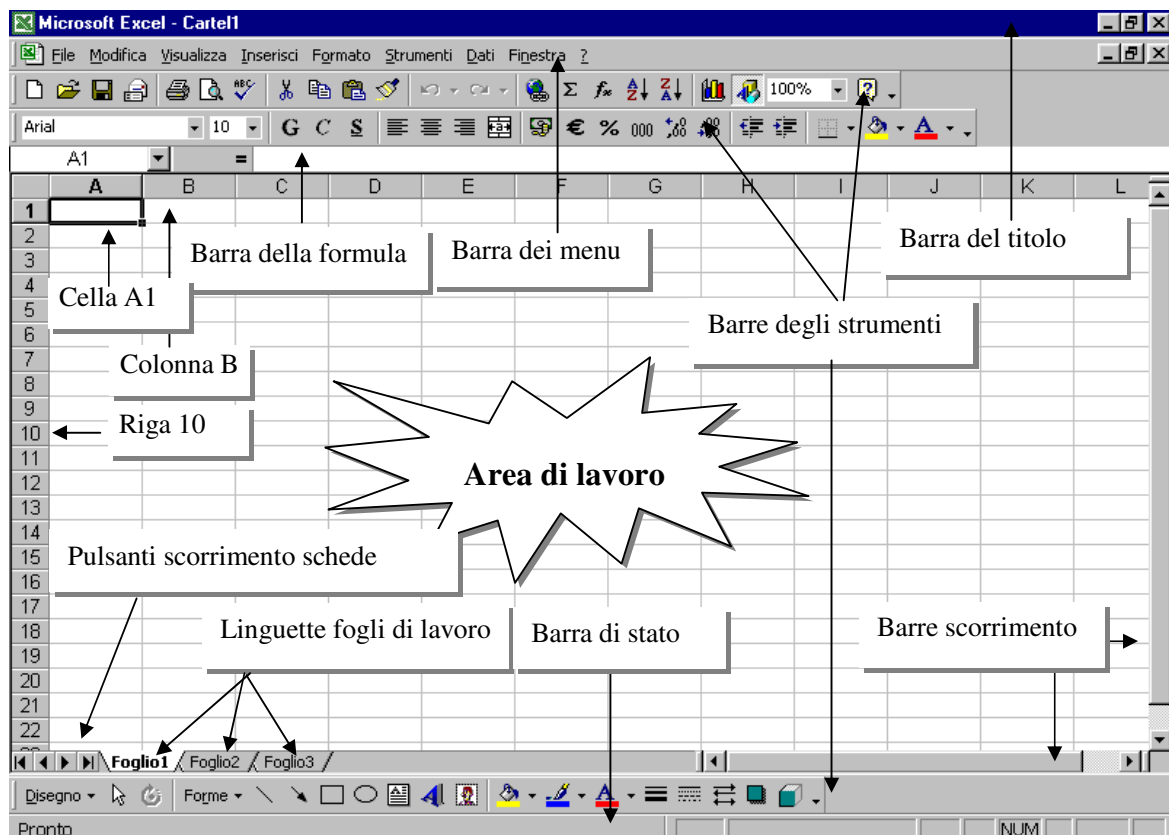 Microsoft Excel - Cartel1
File Modifica Visualizza Inserisci Formato Strumenti Dati Finestra ?
100%
Arial 10 G C S € % 000
A1 =
A B C D E F G H I J K L
1
2
Barra della formula Barra dei menu Barra del titolo
3
4
Cella A1
5
Barre degli strumenti
6
7
Colonna B
8
9
Riga 10
10
11
12
Area di lavoro
13
14
15
Pulsanti scorrimento schede
16
17
18
Linguette fogli di lavoro Barra di stato Barre scorrimento
19
20
21
22
Foglio1 Foglio2 Foglio3
Disegno Forme
Pronto NUM